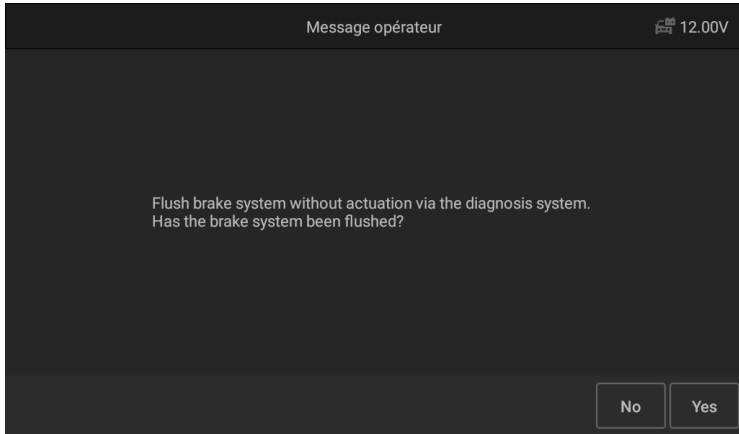 Message opérateur
12.00V
Flush brake system without actuation via the diagnosis system.
Has the brake system been flushed?
No
Yes